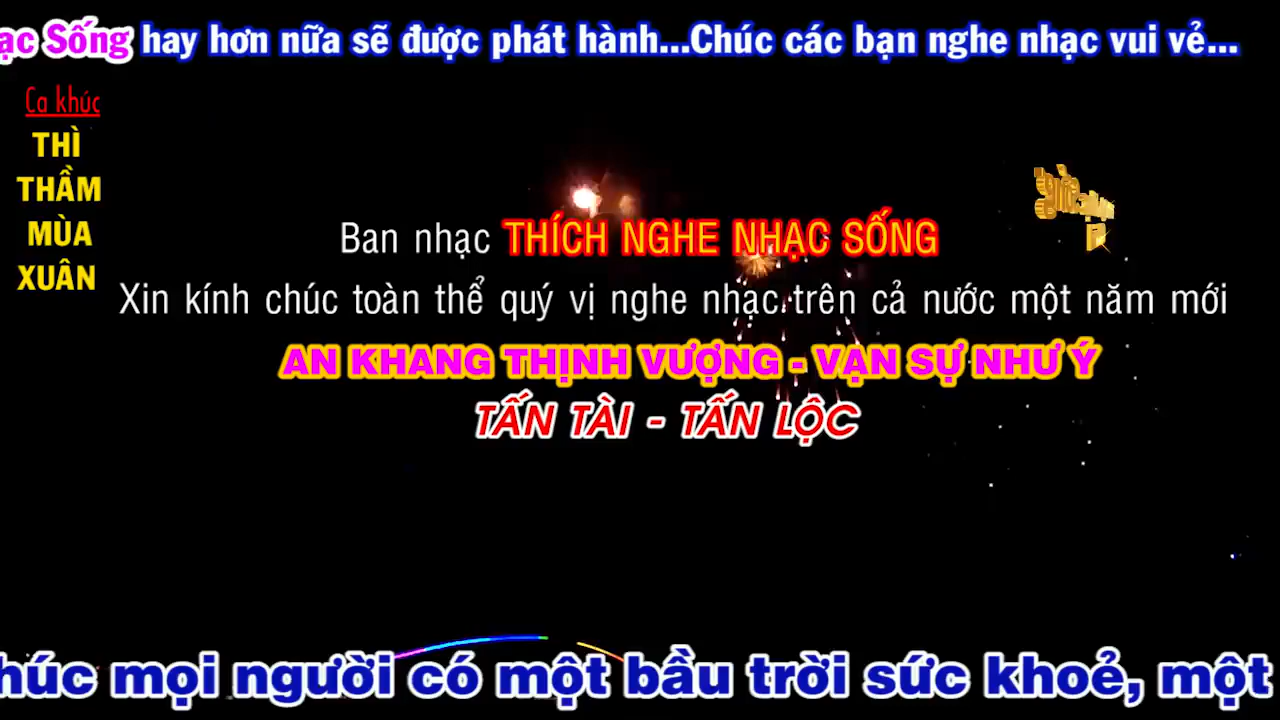 Sống hay hơn nữa sẽ được phát hành...Chúc các bạn nghe nhạc vui vẻ...
Ca khúc
THÌ
THẦM
MÙA
XUÂN
Ban nhạc THÍCH NGHE NHẠC SỐNG
Xin kính chúc toàn thể quý vị nghe nhạc trên cả nước một năm mới
AN KHANG THỊNH VƯỢNG - VẠN SỰ NHƯ Ý
TẤN TÀI - TẤN LỘC
mọi người có một bầu trời sức khoẻ, một